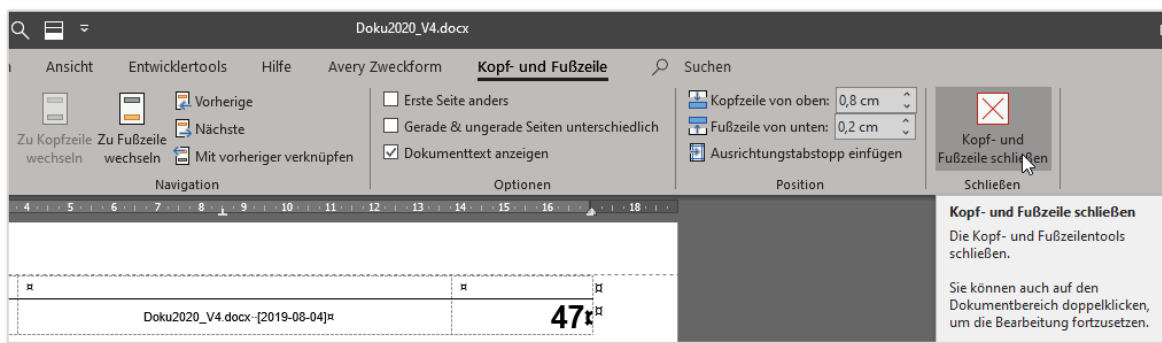 Doku2020_V4.docx
Ansicht Entwicklertools Hilfe Avery Zweckform Kopf- und Fußzeile Suchen
Zu Kopfzeile wechseln
Zu Fußzeile wechseln
Vorherige
Nächste
Mit vorheriger verknüpfen
Navigation
Erste Seite anders
Gerade & ungerade Seiten unterschiedlich
Dokumenttext anzeigen
Optionen
Kopfzeile von oben: 0,8 cm
Fußzeile von unten: 0,2 cm
Ausrichtungstabstopp einfügen
Position
Kopf- und
Fußzeile schließen
Schließen
4 5 6 7 8 9 10 11 12 13 14 15 16 18
Kopf- und Fußzeile schließen
Die Kopf- und Fußzeilentools
schließen.
Sie können auch auf den
Dokumentbereich doppelklicken,
um die Bearbeitung fortzusetzen.
¤ ¤ ¤
Doku2020_V4.docx··[2019-08-04]¤ 47¤¤